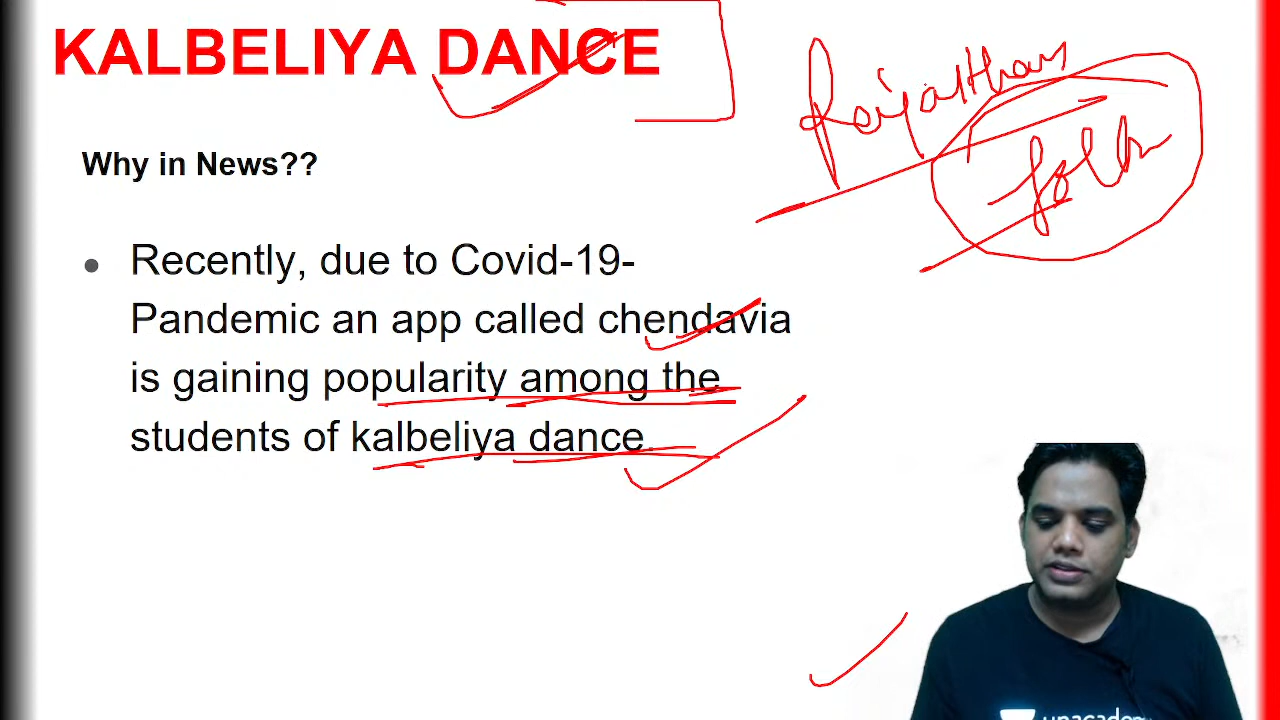 KALBELIYA DANCE
Rajasthan
folk
Why in News??
Recently, due to Covid-19-
Pandemic an app called chendavia
is gaining popularity among the
students of kalbeliya dance.
unacademy